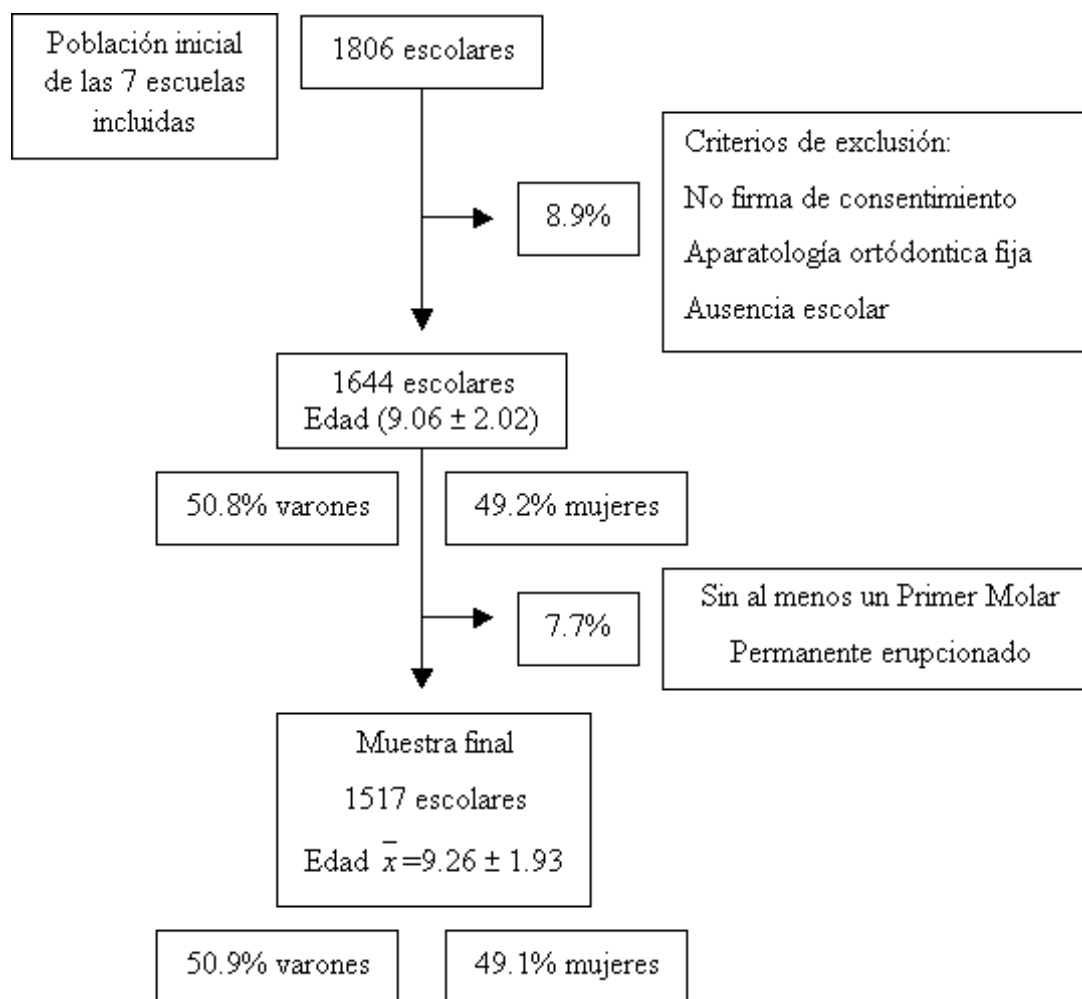 Población inicial
de las 7 escuelas
incluidas
1806 escolares
Criterios de exclusión:
No firma de consentimiento
Aparatología ortódontica fija
Ausencia escolar
8.9%
1644 escolares
Edad (9.06 ± 2.02)
50.8% varones
49.2% mujeres
Sin al menos un Primer Molar
Permanente erupcionado
7.7%
Muestra final
1517 escolares
Edad x̄=9.26 ± 1.93
50.9% varones
49.1% mujeres